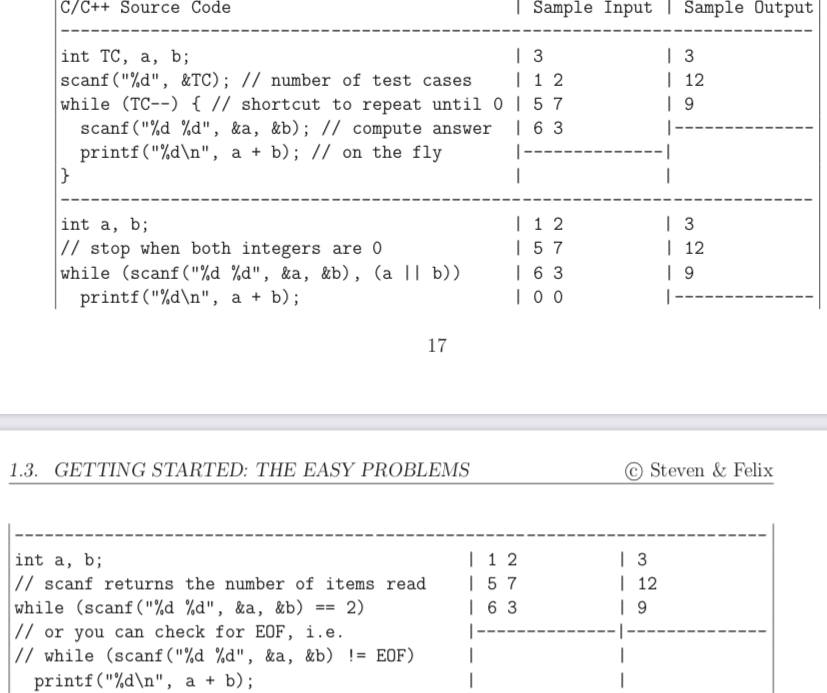 C/C++ Source Code | Sample Input | Sample Output
---------------------------------------------------------------------------
int TC, a, b; | 3 | 3
scanf("%d", &TC); // number of test cases | 1 2 | 12
while (TC--) { // shortcut to repeat until 0 | 5 7 | 9
scanf("%d %d", &a, &b); // compute answer | 6 3 |--------------
printf("%d\n", a + b); // on the fly |--------------|
} | |
---------------------------------------------------------------------------
int a, b; | 1 2 | 3
// stop when both integers are 0 | 5 7 | 12
while (scanf("%d %d", &a, &b), (a || b)) | 6 3 | 9
printf("%d\n", a + b); | 0 0 |--------------
17
1.3. GETTING STARTED: THE EASY PROBLEMS © Steven & Felix
---------------------------------------------------------------------------
int a, b; | 1 2 | 3
// scanf returns the number of items read | 5 7 | 12
while (scanf("%d %d", &a, &b) == 2) | 6 3 | 9
// or you can check for EOF, i.e. |--------------|--------------
// while (scanf("%d %d", &a, &b) != EOF) | |
printf("%d\n", a + b); | |